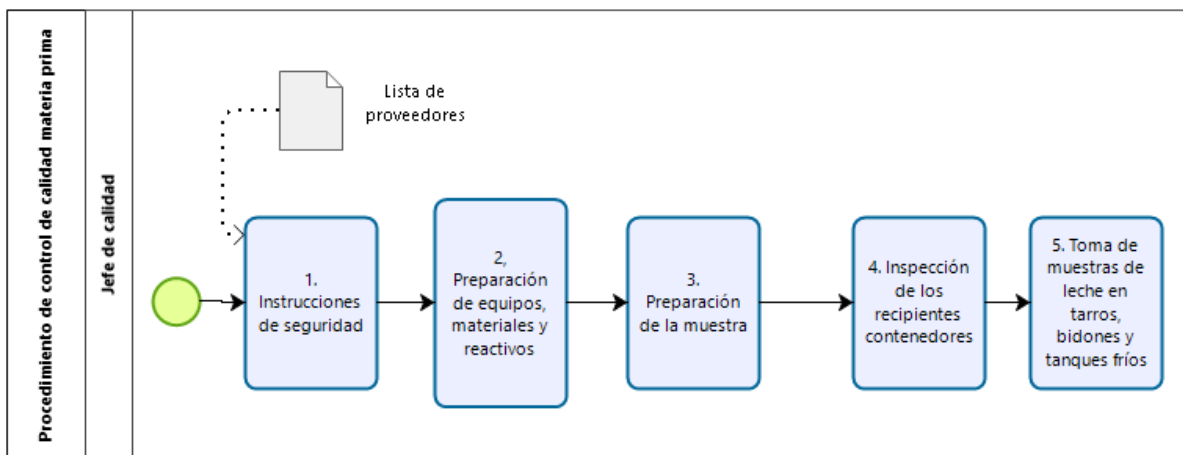 Procedimiento de control de calidad materia prima
Jefe de calidad
Lista de
proveedores
1.
Instrucciones
de seguridad
2,
Preparación
de equipos,
materiales y
reactivos
3.
Preparación
de la muestra
4. Inspección
de los
recipientes
contenedores
5. Toma de
muestras de
leche en
tarros,
bidones y
tanques fríos